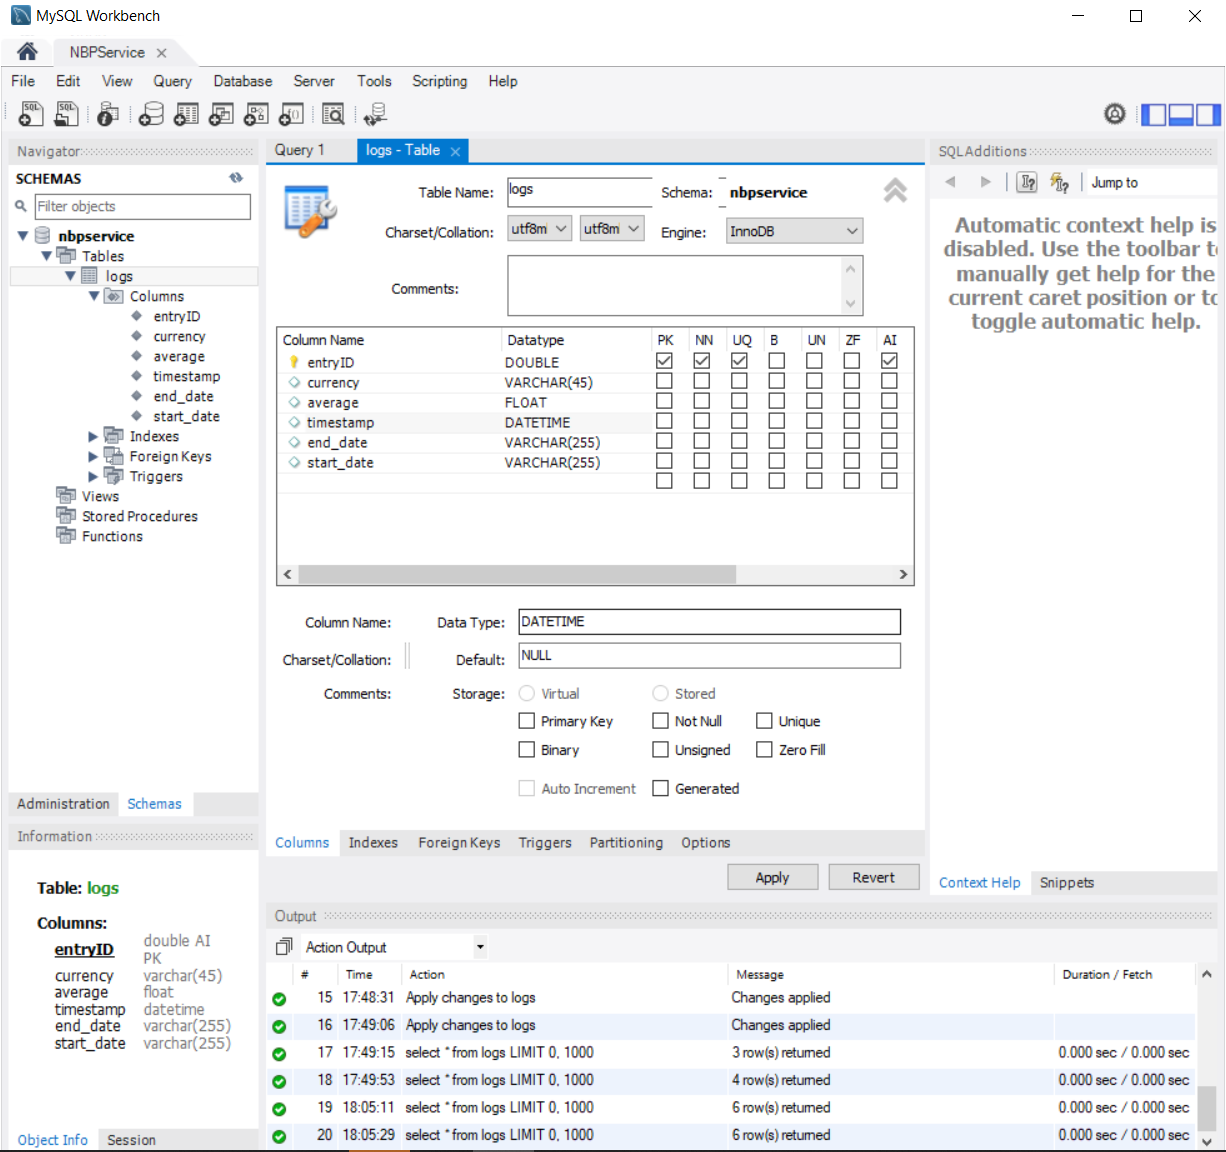 MySQL Workbench
NBPService
File Edit View Query Database Server Tools Scripting Help
Navigator
SCHEMAS
Filter objects
nbpservice
Tables
logs
Columns
entryID
currency
average
timestamp
end_date
start_date
Indexes
Foreign Keys
Triggers
Views
Stored Procedures
Functions
Administration Schemas
Information
Table: logs
Columns:
entryID double AI PK
currency varchar(45)
average float
timestamp datetime
end_date varchar(255)
start_date varchar(255)
Object Info Session
Query 1 logs - Table
Table Name: logs Schema: nbpservice
Charset/Collation: utf8m utf8m Engine: InnoDB
Comments:
Column Name Datatype PK NN UQ B UN ZF AI
entryID DOUBLE
currency VARCHAR(45)
average FLOAT
timestamp DATETIME
end_date VARCHAR(255)
start_date VARCHAR(255)
Column Name: Data Type: DATETIME
Charset/Collation: Default: NULL
Comments: Storage: Virtual Stored
Primary Key Not Null Unique
Binary Unsigned Zero Fill
Auto Increment Generated
Columns Indexes Foreign Keys Triggers Partitioning Options
Apply Revert
SQLAdditions
Jump to
Automatic context help is
disabled. Use the toolbar to
manually get help for the
current caret position or to
toggle automatic help.
Context Help Snippets
Output
Action Output
# Time Action Message Duration / Fetch
15 17:48:31 Apply changes to logs Changes applied
16 17:49:06 Apply changes to logs Changes applied
17 17:49:15 select * from logs LIMIT 0, 1000 3 row(s) returned 0.000 sec / 0.000 sec
18 17:49:53 select * from logs LIMIT 0, 1000 4 row(s) returned 0.000 sec / 0.000 sec
19 18:05:11 select * from logs LIMIT 0, 1000 6 row(s) returned 0.000 sec / 0.000 sec
20 18:05:29 select * from logs LIMIT 0, 1000 6 row(s) returned 0.000 sec / 0.000 sec